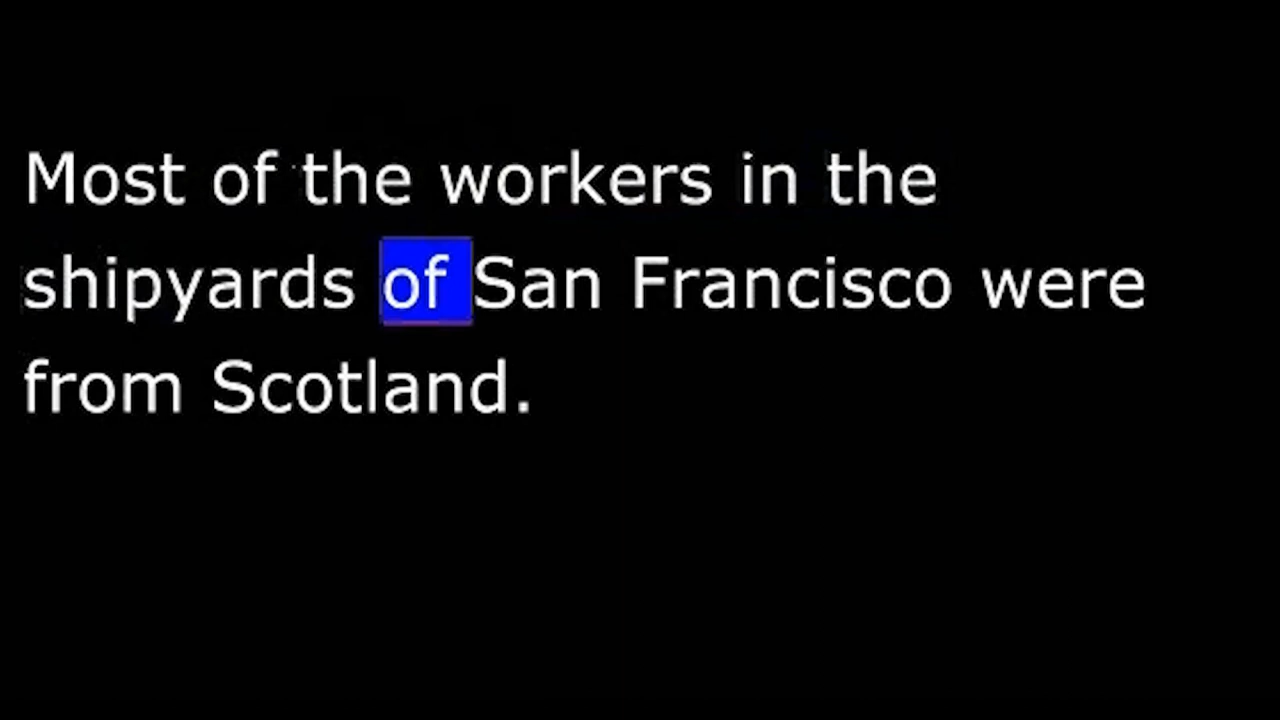 Most of the workers in the
shipyards of San Francisco were
from Scotland.